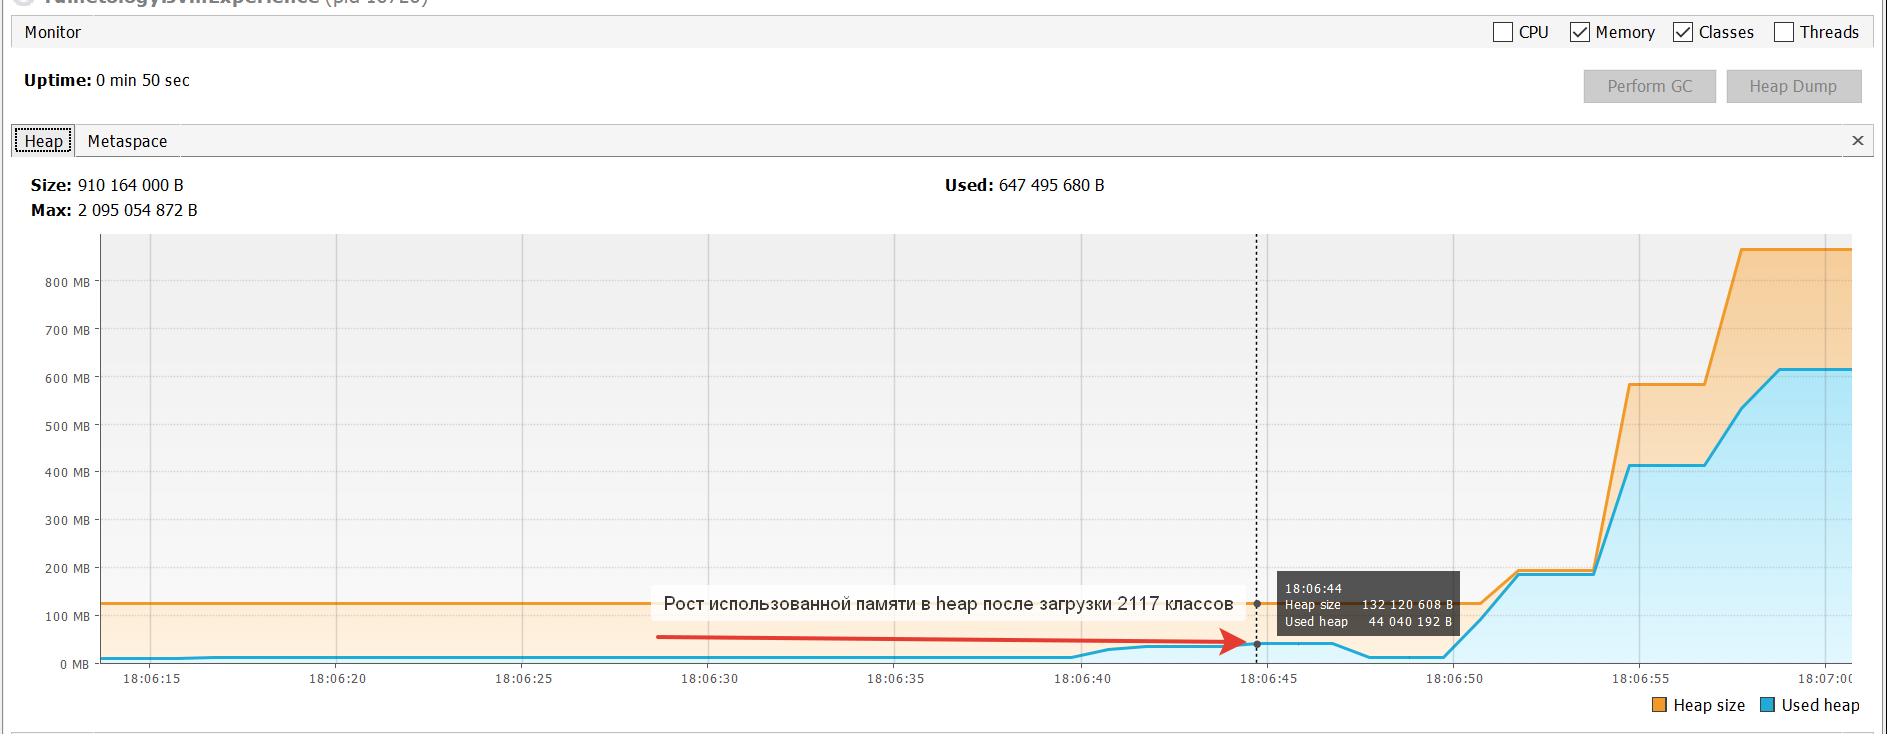 Monitor
CPU Memory Classes Threads
Uptime: 0 min 50 sec
Perform GC Heap Dump
Heap Metaspace
Size: 910 164 000 B
Used: 647 495 680 B
Max: 2 095 054 872 B
800 MB
700 MB
600 MB
500 MB
400 MB
300 MB
200 MB
100 MB
0 MB
Рост использованной памяти в heap после загрузки 2117 классов
18:06:44
Heap size 132 120 608 B
Used heap 44 040 192 B
18:06:15 18:06:20 18:06:25 18:06:30 18:06:35 18:06:40 18:06:45 18:06:50 18:06:55 18:07:00
Heap size Used heap